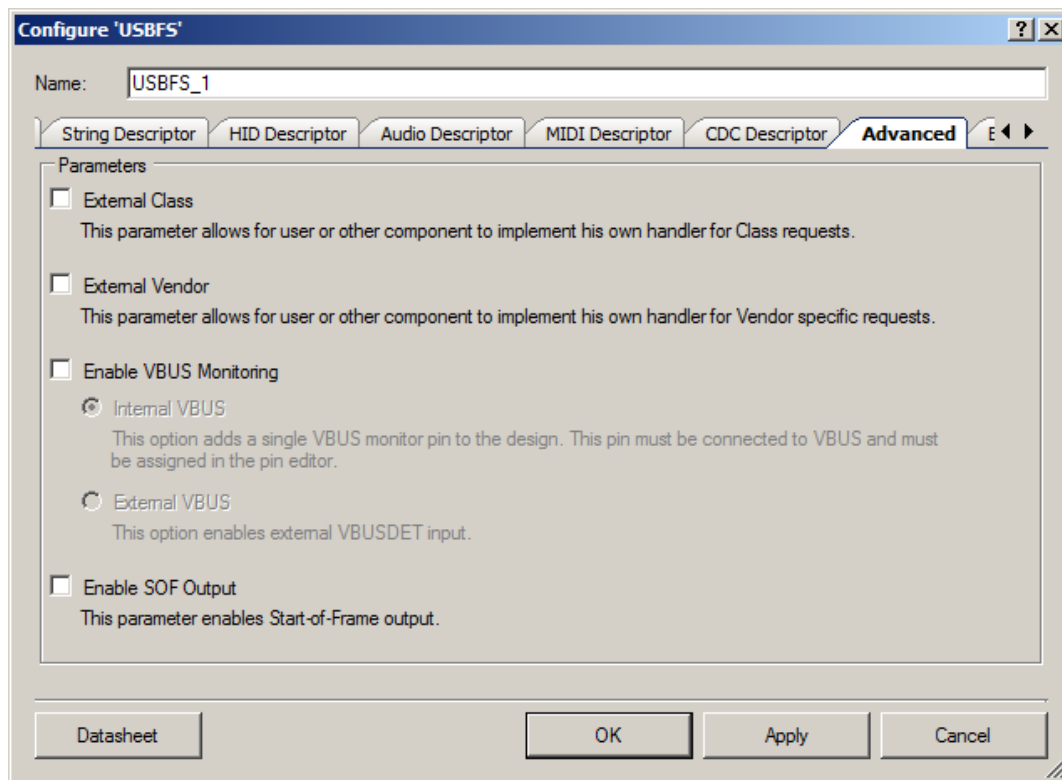 Configure 'USBFS'
?
Name: USBFS_1
String Descriptor HID Descriptor Audio Descriptor MIDI Descriptor CDC Descriptor Advanced
Parameters
External Class
This parameter allows for user or other component to implement his own handler for Class requests.
External Vendor
This parameter allows for user or other component to implement his own handler for Vendor specific requests.
Enable VBUS Monitoring
Internal VBUS
This option adds a single VBUS monitor pin to the design. This pin must be connected to VBUS and must
be assigned in the pin editor.
External VBUS
This option enables external VBUSDET input.
Enable SOF Output
This parameter enables Start-of-Frame output.
Datasheet OK Apply Cancel